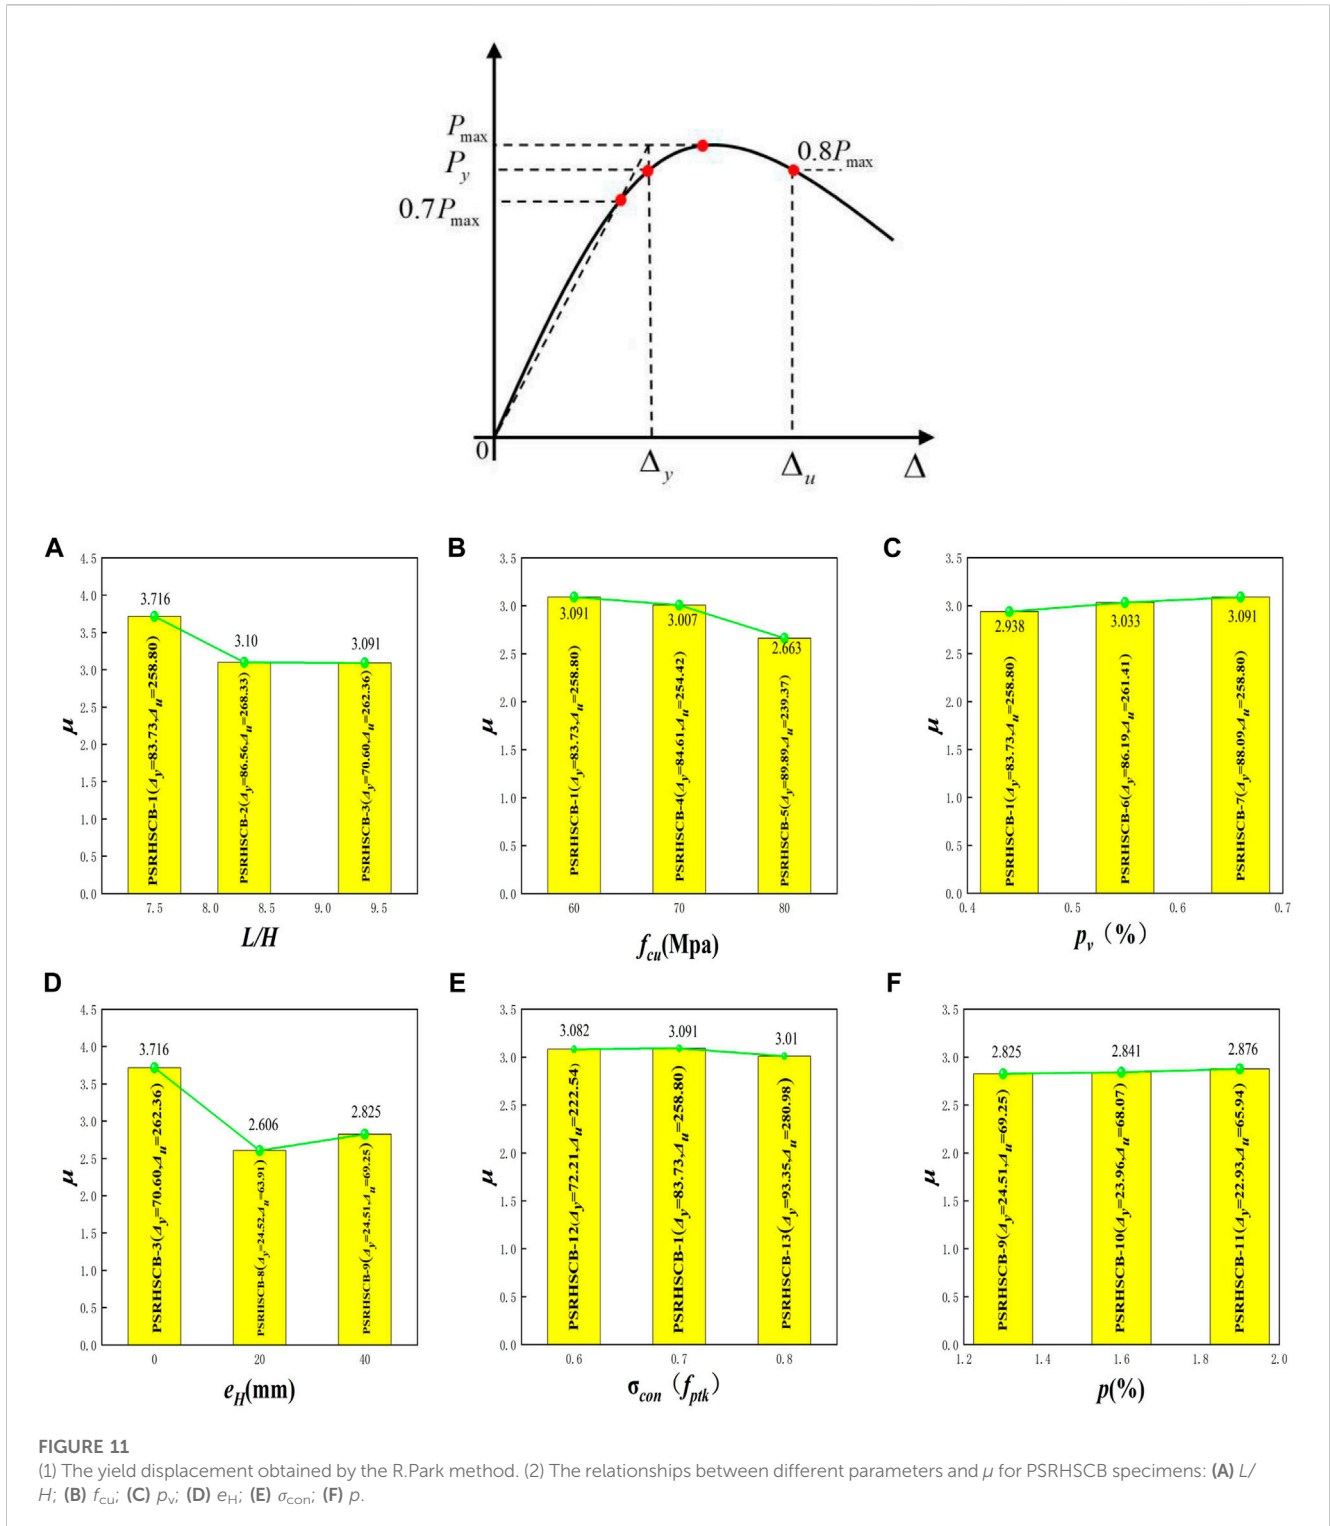 P_max
P_y
0.8P_max
0.7P_max
0
Δ_y
Δ_u
Δ
A
4.5
4.0
3.5
3.0
2.5
2.0
1.5
1.0
0.5
0.0
μ
3.716
3.10
3.091
PSRHSCB-1(Δy=83.73,Δu=258.80)
PSRHSCB-2(Δy=86.56,Δu=268.33)
PSRHSCB-3(Δy=70.60,Δu=262.36)
7.5 8.0 8.5 9.0 9.5
L/H
B
3.5
3.0
2.5
2.0
1.5
1.0
0.5
0.0
μ
3.091
3.007
2.663
PSRHSCB-1(Δy=83.73,Δu=258.80)
PSRHSCB-4(Δy=84.61,Δu=254.42)
PSRHSCB-5(Δy=89.89,Δu=239.37)
60 70 80
f_cu(Mpa)
C
3.5
3.0
2.5
2.0
1.5
1.0
0.5
0.0
μ
2.938
3.033
3.091
PSRHSCB-1(Δy=83.73,Δu=258.80)
PSRHSCB-6(Δy=86.19,Δu=261.41)
PSRHSCB-7(Δy=88.09,Δu=258.80)
0.4 0.5 0.6 0.7
p_v（%）
D
4.5
4.0
3.5
3.0
2.5
2.0
1.5
1.0
0.5
0.0
μ
3.716
2.606
2.825
PSRHSCB-3(Δy=70.60,Δu=262.36)
PSRHSCB-8(Δy=24.52,Δu=63.91)
PSRHSCB-9(Δy=24.51,Δu=69.25)
0 20 40
e_H(mm)
E
3.5
3.0
2.5
2.0
1.5
1.0
0.5
0.0
μ
3.082
3.091
3.01
PSRHSCB-12(Δy=72.21,Δu=222.54)
PSRHSCB-1(Δy=83.73,Δu=258.80)
PSRHSCB-13(Δy=93.35,Δu=280.98)
0.6 0.7 0.8
σ_con（f_ptk）
F
3.5
3.0
2.5
2.0
1.5
1.0
0.5
0.0
μ
2.825
2.841
2.876
PSRHSCB-9(Δy=24.51,Δu=69.25)
PSRHSCB-10(Δy=23.96,Δu=68.07)
PSRHSCB-11(Δy=22.93,Δu=65.94)
1.2 1.4 1.6 1.8 2.0
p(%)
FIGURE 11
(1) The yield displacement obtained by the R.Park method. (2) The relationships between different parameters and μ for PSRHSCB specimens: (A) L/
H; (B) f_cu; (C) p_v; (D) e_H; (E) σ_con; (F) p.